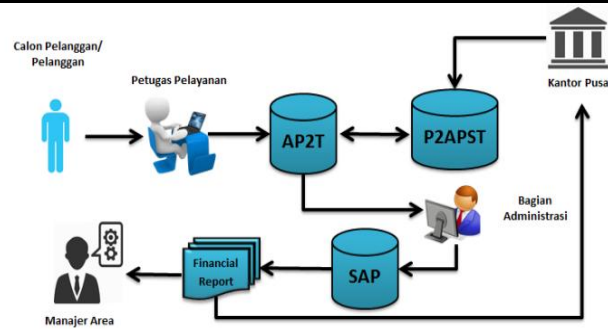 Calon Pelanggan/
Pelanggan
Petugas Pelayanan
AP2T
P2APST
Kantor Pusa
Bagian
Administrasi
Financial
Report
SAP
Manajer Area